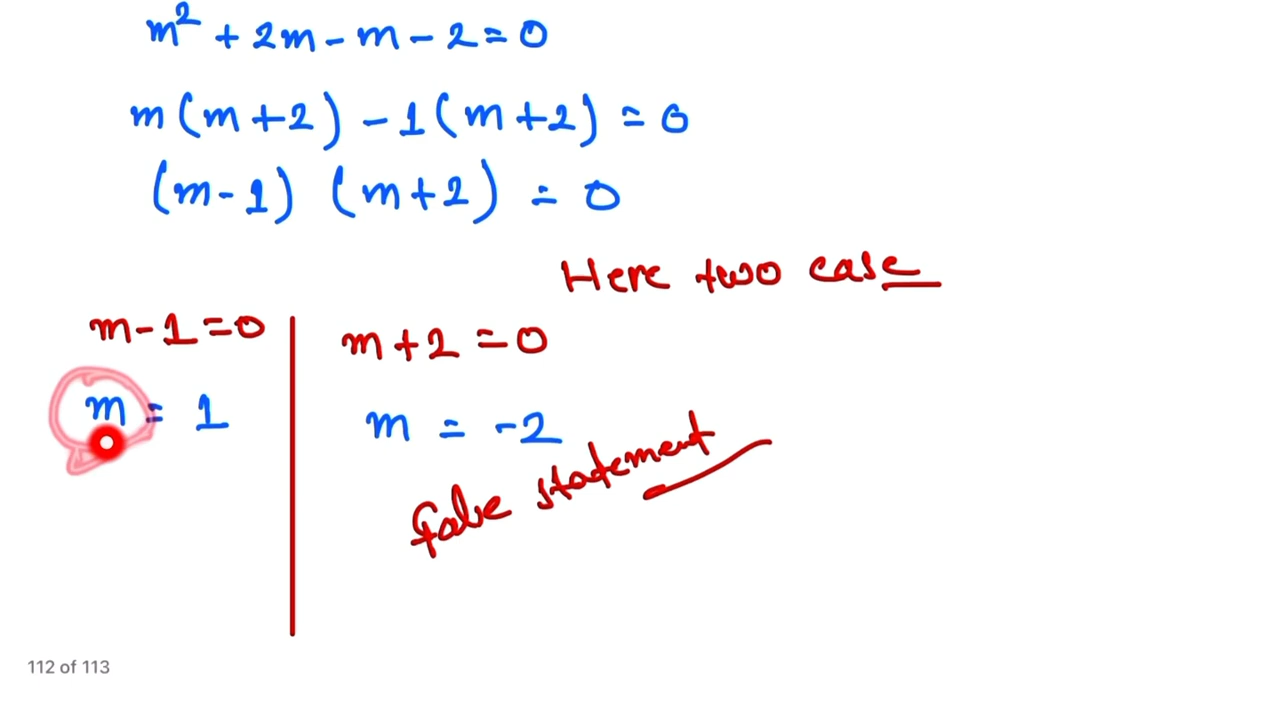 m² + 2m - m - 2 = 0
m(m+2) - 1(m+2) = 0
(m-1) (m+2) = 0
Here two case
m-1=0
m = 1
m+2=0
m = -2
false statement
112 of 113